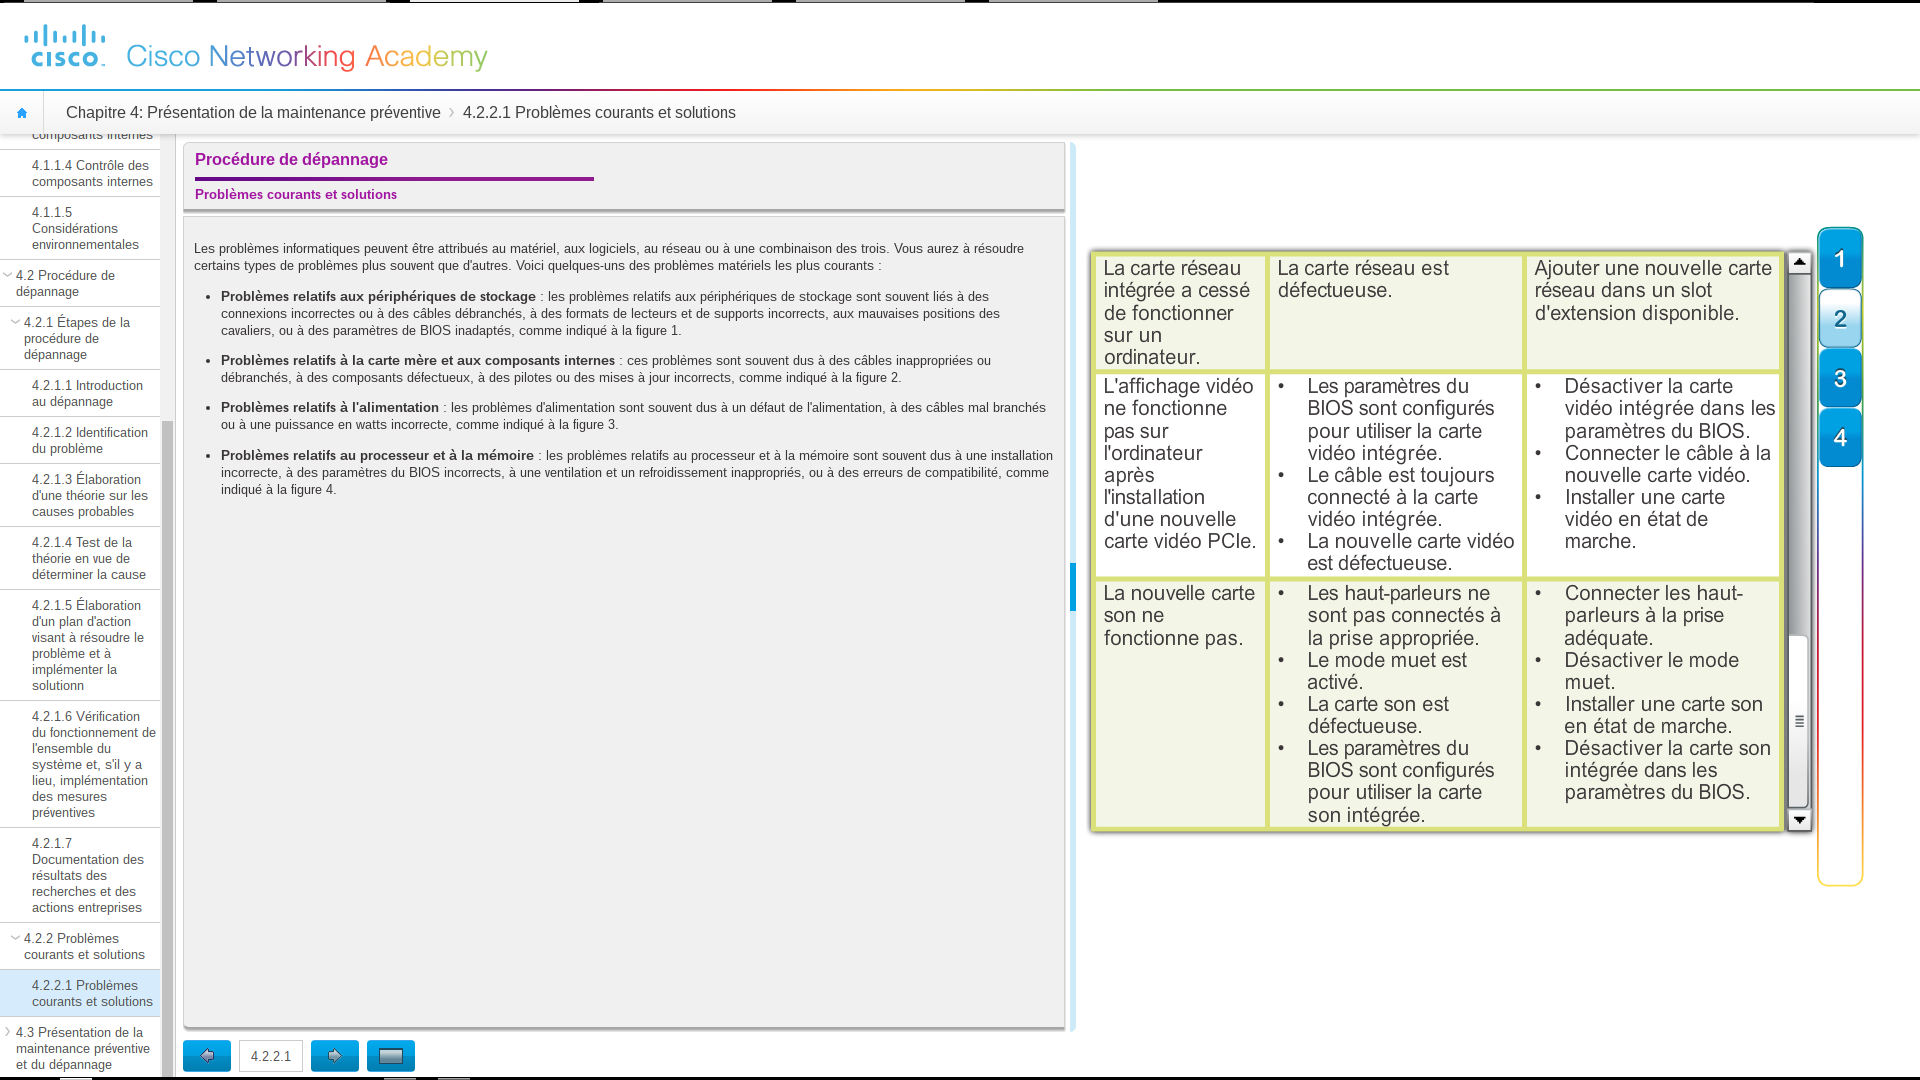 cisco
Cisco Networking Academy
Chapitre 4: Présentation de la maintenance préventive
4.2.2.1 Problèmes courants et solutions
composants internes
4.1.1.4 Contrôle des
composants internes
4.1.1.5
Considérations
environnementales
4.2 Procédure de
dépannage
4.2.1 Étapes de la
procédure de
dépannage
4.2.1.1 Introduction
au dépannage
4.2.1.2 Identification
du problème
4.2.1.3 Élaboration
d'une théorie sur les
causes probables
4.2.1.4 Test de la
théorie en vue de
déterminer la cause
4.2.1.5 Élaboration
d'un plan d'action
visant à résoudre le
problème et à
implémenter la
solutionn
4.2.1.6 Vérification
du fonctionnement de
l'ensemble du
système et, s'il y a
lieu, implémentation
des mesures
préventives
4.2.1.7
Documentation des
résultats des
recherches et des
actions entreprises
4.2.2 Problèmes
courants et solutions
4.2.2.1 Problèmes
courants et solutions
4.3 Présentation de la
maintenance préventive
et du dépannage
Procédure de dépannage
Problèmes courants et solutions
Les problèmes informatiques peuvent être attribués au matériel, aux logiciels, au réseau ou à une combinaison des trois. Vous aurez à résoudre
certains types de problèmes plus souvent que d'autres. Voici quelques-uns des problèmes matériels les plus courants :
• Problèmes relatifs aux périphériques de stockage : les problèmes relatifs aux périphériques de stockage sont souvent liés à des
connexions incorrectes ou à des câbles débranchés, à des formats de lecteurs et de supports incorrects, aux mauvaises positions des
cavaliers, ou à des paramètres de BIOS inadaptés, comme indiqué à la figure 1.
• Problèmes relatifs à la carte mère et aux composants internes : ces problèmes sont souvent dus à des câbles inappropriées ou
débranchés, à des composants défectueux, à des pilotes ou des mises à jour incorrects, comme indiqué à la figure 2.
• Problèmes relatifs à l'alimentation : les problèmes d'alimentation sont souvent dus à un défaut de l'alimentation, à des câbles mal branchés
ou à une puissance en watts incorrecte, comme indiqué à la figure 3.
• Problèmes relatifs au processeur et à la mémoire : les problèmes relatifs au processeur et à la mémoire sont souvent dus à une installation
incorrecte, à des paramètres du BIOS incorrects, à une ventilation et un refroidissement inappropriés, ou à des erreurs de compatibilité, comme
indiqué à la figure 4.
4.2.2.1
La carte réseau
intégrée a cessé
de fonctionner
sur un
ordinateur.
La carte réseau est
défectueuse.
Ajouter une nouvelle carte
réseau dans un slot
d'extension disponible.
L'affichage vidéo
ne fonctionne
pas sur
l'ordinateur
après
l'installation
d'une nouvelle
carte vidéo PCIe.
• Les paramètres du
BIOS sont configurés
pour utiliser la carte
vidéo intégrée.
• Le câble est toujours
connecté à la carte
vidéo intégrée.
• La nouvelle carte vidéo
est défectueuse.
• Désactiver la carte
vidéo intégrée dans les
paramètres du BIOS.
• Connecter le câble à la
nouvelle carte vidéo.
• Installer une carte
vidéo en état de
marche.
La nouvelle carte
son ne
fonctionne pas.
• Les haut-parleurs ne
sont pas connectés à
la prise appropriée.
• Le mode muet est
activé.
• La carte son est
défectueuse.
• Les paramètres du
BIOS sont configurés
pour utiliser la carte
son intégrée.
• Connecter les haut-
parleurs à la prise
adéquate.
• Désactiver le mode
muet.
• Installer une carte son
en état de marche.
• Désactiver la carte son
intégrée dans les
paramètres du BIOS.
1
2
3
4